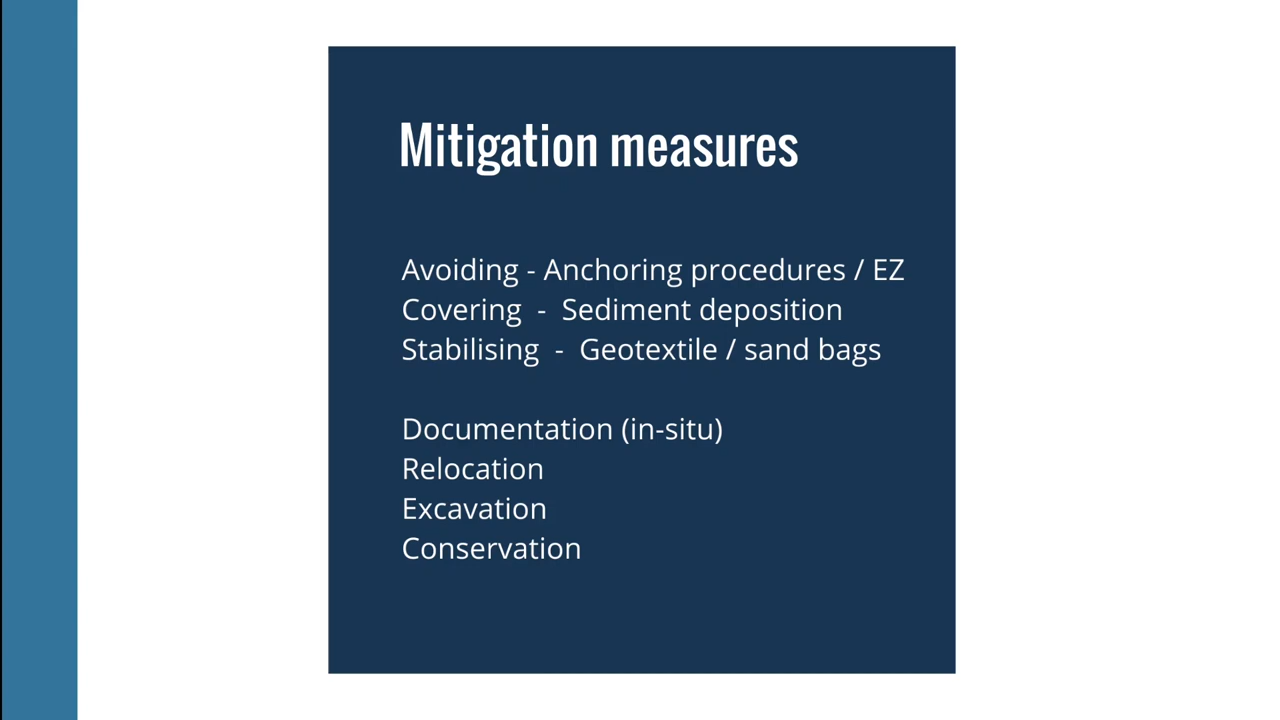 Mitigation measures
Avoiding - Anchoring procedures / EZ
Covering - Sediment deposition
Stabilising - Geotextile / sand bags
Documentation (in-situ)
Relocation
Excavation
Conservation